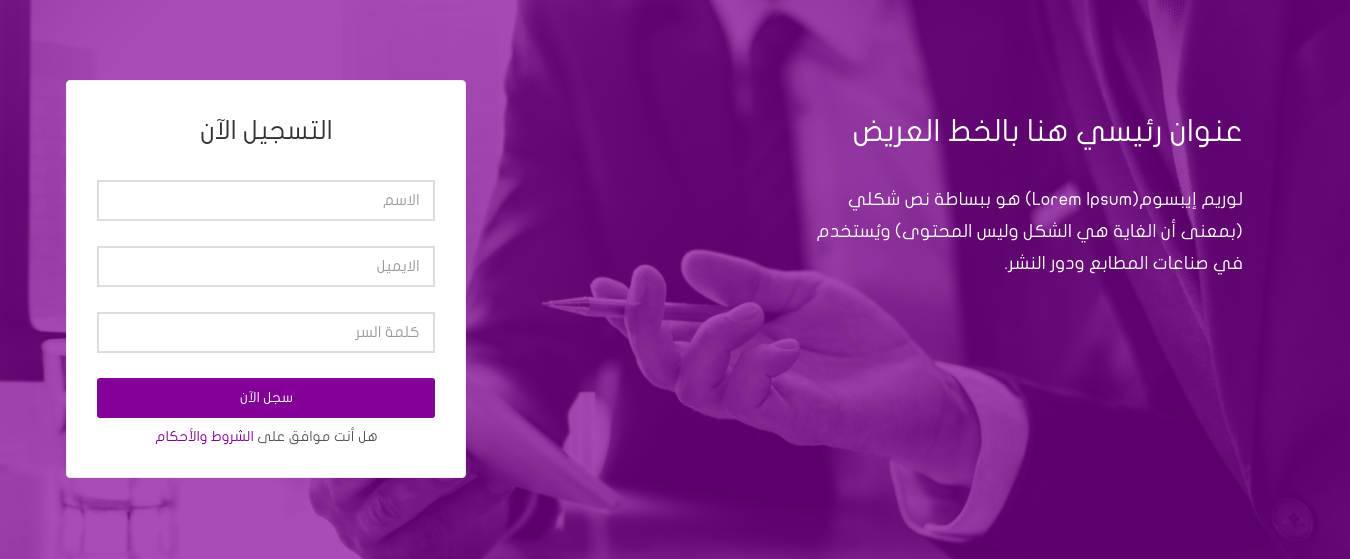 عنوان رئيسي هنا بالخط العريض
لوريم إيبسوم(Lorem Ipsum) هو ببساطة نص شكلي
(بمعنى أن الغاية هي الشكل وليس المحتوى) ويُستخدم
في صناعات المطابع ودور النشر.
التسجيل الآن
الاسم
الايميل
كلمة السر
سجل الآن
هل أنت موافق على الشروط والأحكام